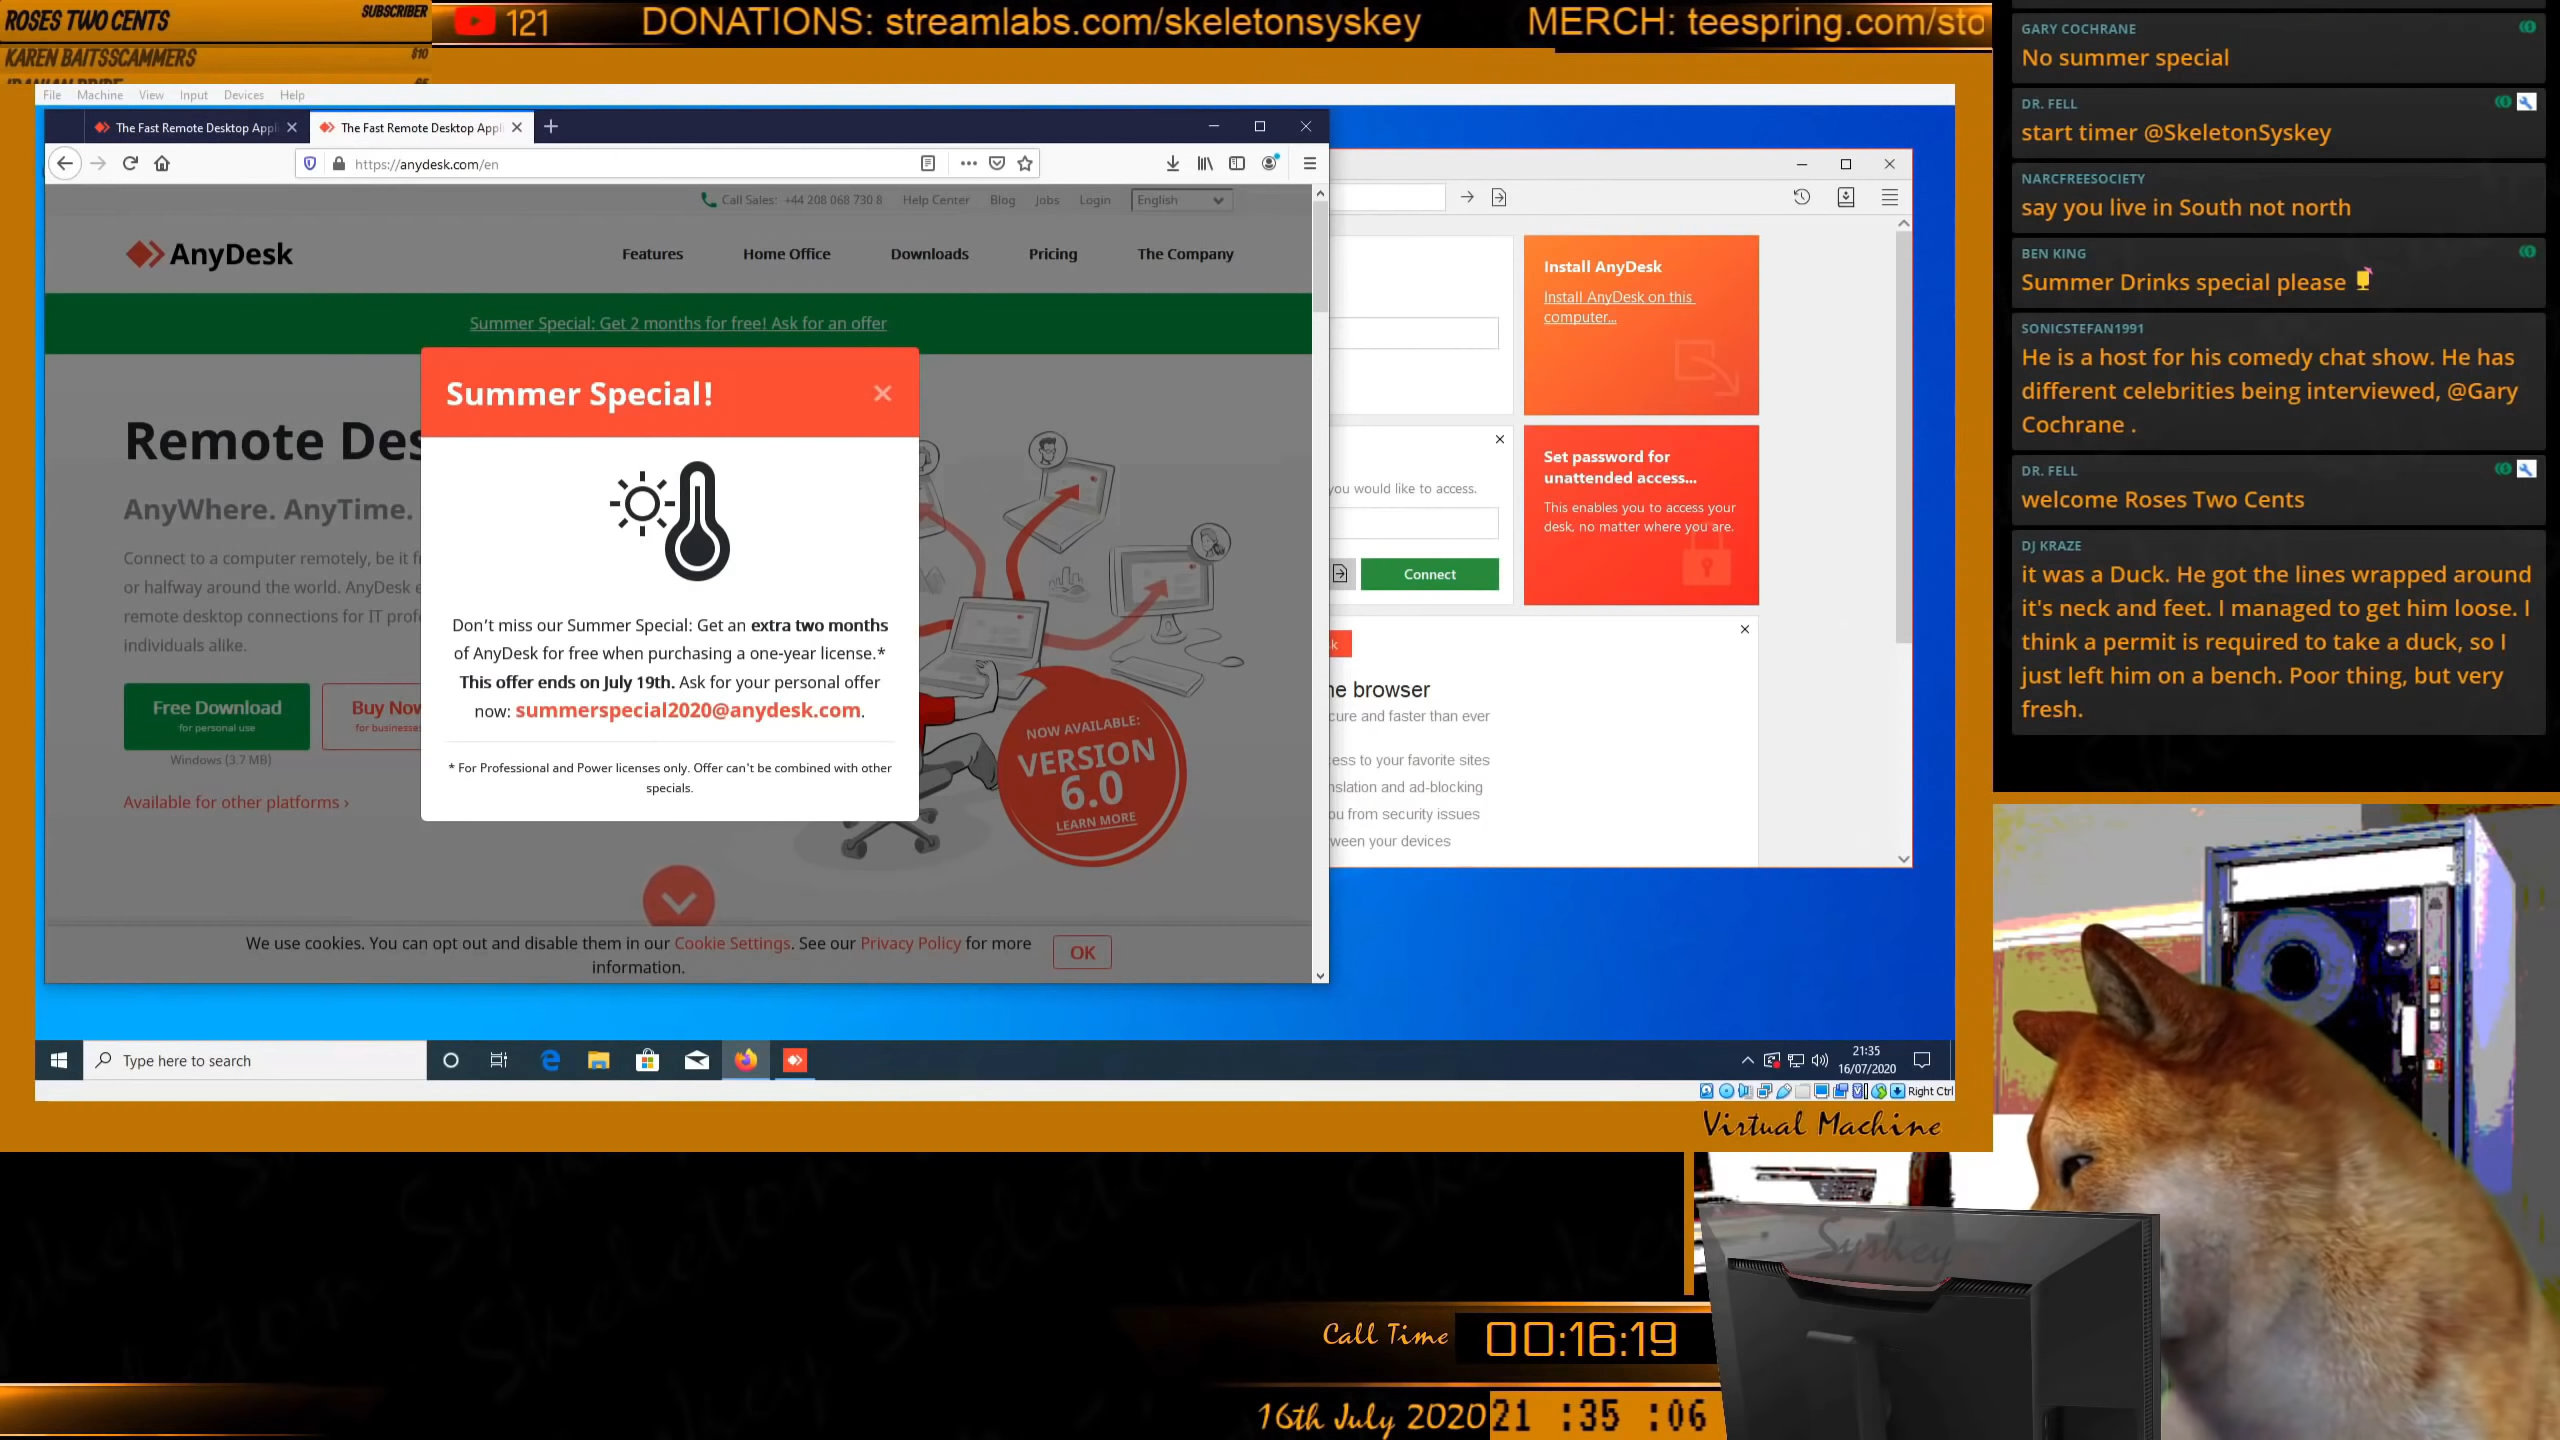 ROSES TWO CENTS
SUBSCRIBER
KAREN BAITSSCAMMERS
$10
121
DONATIONS: streamlabs.com/skeletonsyskey
MERCH: teespring.com/sto
File Machine View Input Devices Help
The Fast Remote Desktop Appl
The Fast Remote Desktop Appl
https://anydesk.com/en
Call Sales: +44 208 068 730 8
Help Center
Blog
Jobs
Login
English
AnyDesk
Features
Home Office
Downloads
Pricing
The Company
Summer Special: Get 2 months for free! Ask for an offer
Remote Des
AnyWhere. AnyTime.
Connect to a computer remotely, be it f
or halfway around the world. AnyDesk e
remote desktop connections for IT profe
individuals alike.
Free Download
for personal use
Buy Now
for businesses
Windows (3.7 MB)
Available for other platforms ›
Summer Special!
Don't miss our Summer Special: Get an extra two months
of AnyDesk for free when purchasing a one-year license.*
This offer ends on July 19th. Ask for your personal offer
now: summerspecial2020@anydesk.com.
* For Professional and Power licenses only. Offer can't be combined with other
specials.
NOW AVAILABLE:
VERSION
6.0
LEARN MORE
We use cookies. You can opt out and disable them in our Cookie Settings. See our Privacy Policy for more
information.
OK
Install AnyDesk
Install AnyDesk on this
computer...
you would like to access.
Connect
Set password for
unattended access...
This enables you to access your
desk, no matter where you are.
sk
he browser
cure and faster than ever
ess to your favorite sites
nslation and ad-blocking
ou from security issues
ween your devices
Type here to search
21:35
16/07/2020
Right Ctrl
Virtual Machine
GARY COCHRANE
No summer special
DR. FELL
start timer @SkeletonSyskey
NARCFREESOCIETY
say you live in South not north
BEN KING
Summer Drinks special please
SONICSTEFAN1991
He is a host for his comedy chat show. He has
different celebrities being interviewed, @Gary
Cochrane .
DR. FELL
welcome Roses Two Cents
DJ KRAZE
it was a Duck. He got the lines wrapped around
it's neck and feet. I managed to get him loose. I
think a permit is required to take a duck, so I
just left him on a bench. Poor thing, but very
fresh.
Syskey
Call Time
00:16:19
16th July 2020
21 :35 :06